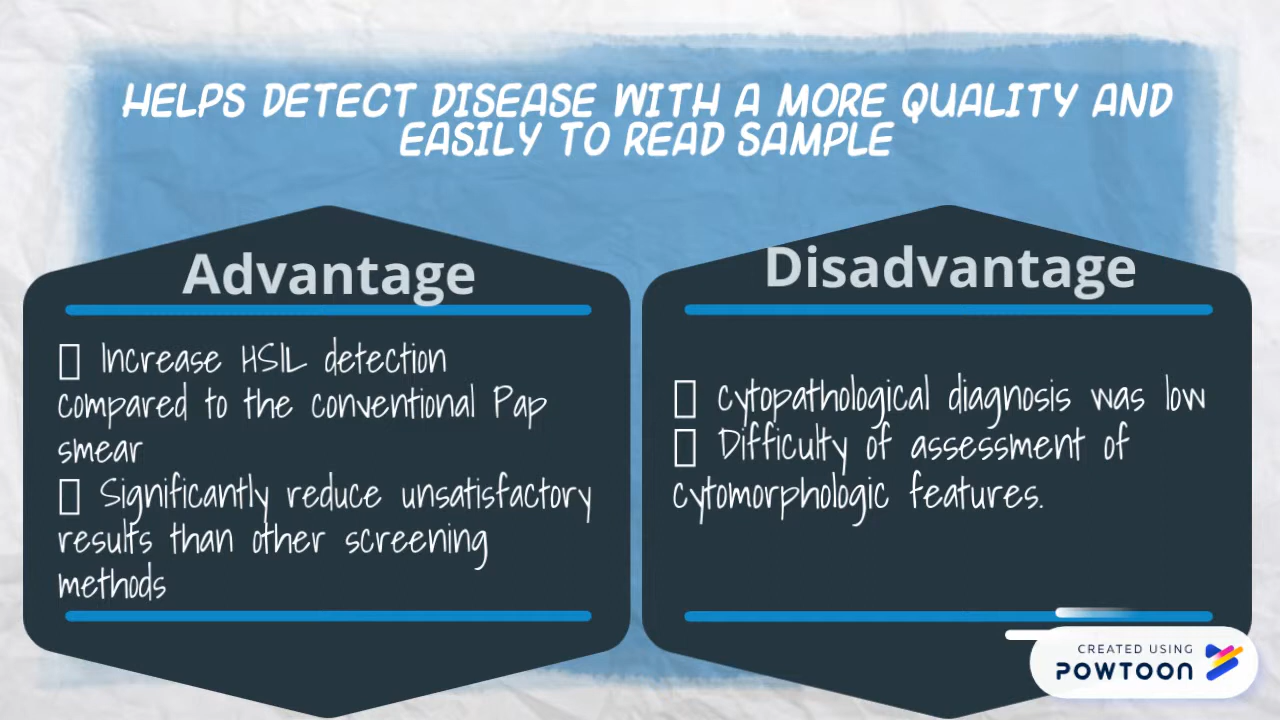 HELPS DETECT DISEASE WITH A MORE QUALITY AND
EASILY TO READ SAMPLE
Advantage
▯ Increase HSIL detection
compared to the conventional Pap
smear
▯ Significantly reduce unsatisfactory
results than other screening
methods
Disadvantage
▯ cytopathological diagnosis was low
▯ Difficulty of assessment of
cytomorphologic features.
CREATED USING
POWTOON